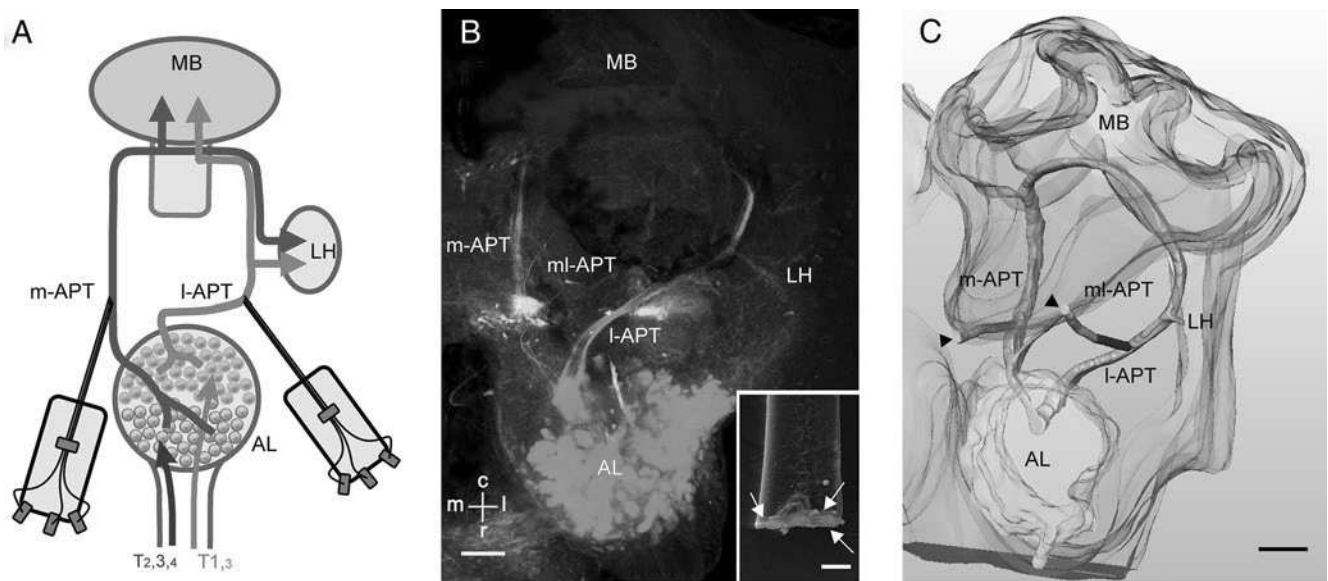 A
MB
LH
m-APT
l-APT
AL
T2,3,4
T1,3
B
MB
m-APT
ml-APT
LH
l-APT
AL
c
m l
r
C
MB
m-APT
ml-APT
LH
l-APT
AL